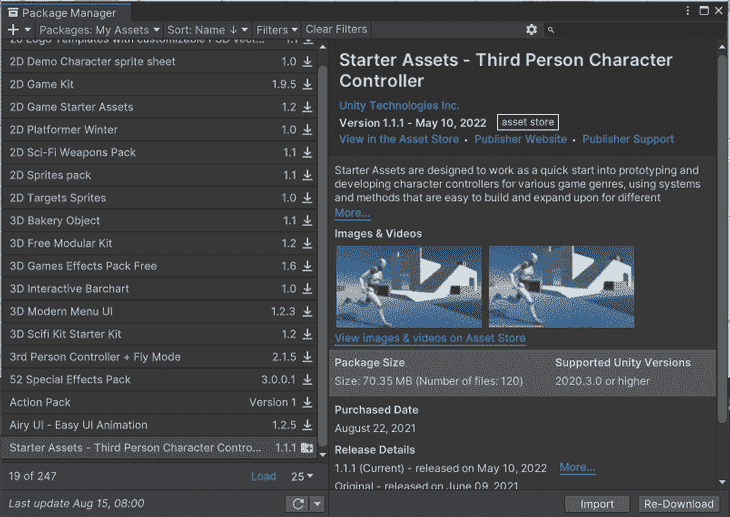 Package Manager
Packages: My Assets Sort: Name ↓ Filters Clear Filters
2D Logo Templates with customizable PSD vect... 1.1
2D Demo Character sprite sheet 1.0
2D Game Kit 1.9.5
2D Game Starter Assets 1.2
2D Platformer Winter 1.0
2D Sci-Fi Weapons Pack 1.1
2D Sprites pack 1.1
2D Targets Sprites 1.0
3D Bakery Object 1.1
3D Free Modular Kit 1.2
3D Games Effects Pack Free 1.6
3D Interactive Barchart 1.0
3D Modern Menu UI 1.2.3
3D Scifi Kit Starter Kit 1.2
3rd Person Controller + Fly Mode 2.1.5
52 Special Effects Pack 3.0.0.1
Action Pack Version 1
Airy UI - Easy UI Animation 1.2.5
Starter Assets - Third Person Character Contro... 1.1.1
19 of 247 Load 25
Last update Aug 15, 08:00
Starter Assets - Third Person Character
Controller
Unity Technologies Inc.
Version 1.1.1 - May 10, 2022 asset store
View in the Asset Store • Publisher Website • Publisher Support
Starter Assets are designed to work as a quick start into prototyping and
developing character controllers for various game genres, using systems
and methods that are easy to build and expand upon for different
More...
Images & Videos
View images & videos on Asset Store
Package Size Supported Unity Versions
Size: 70.35 MB (Number of files: 120) 2020.3.0 or higher
Purchased Date
August 22, 2021
Release Details
1.1.1 (Current) - released on May 10, 2022 More...
Original - released on June 09, 2021
Import Re-Download